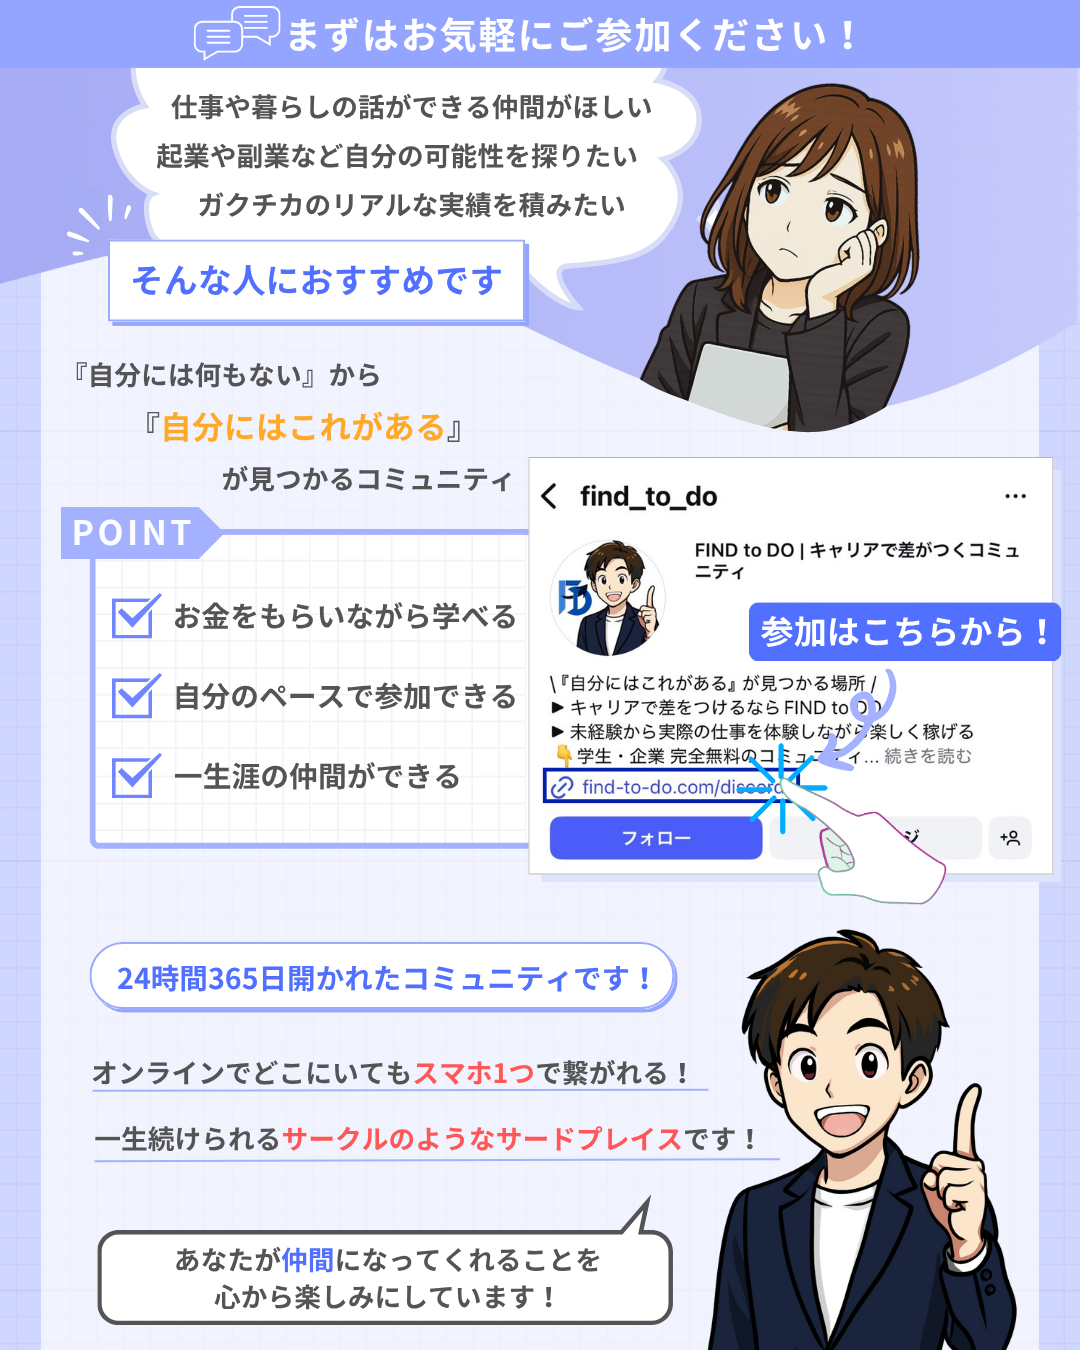 まずはお気軽にご参加ください！
仕事や暮らしの話ができる仲間がほしい
起業や副業など自分の可能性を探りたい
ガクチカのリアルな実績を積みたい
そんな人におすすめです
『自分には何もない』から
『自分にはこれがある』
が見つかるコミュニティ
POINT
お金をもらいながら学べる
自分のペースで参加できる
一生涯の仲間ができる
find_to_do
FIND to DO | キャリアで差がつくコミュ
ニティ
参加はこちらから！
\『自分にはこれがある』が見つかる場所 /
▶ キャリアで差をつけるなら FIND to DO
▶ 未経験から実際の仕事を体験しながら楽しく稼げる
👇学生・企業 完全無料のコミュニティ... 続きを読む
find-to-do.com/discord
フォロー
ジ
24時間365日開かれたコミュニティです！
オンラインでどこにいてもスマホ1つで繋がれる！
一生続けられるサークルのようなサードプレイスです！
あなたが仲間になってくれることを
心から楽しみにしています！